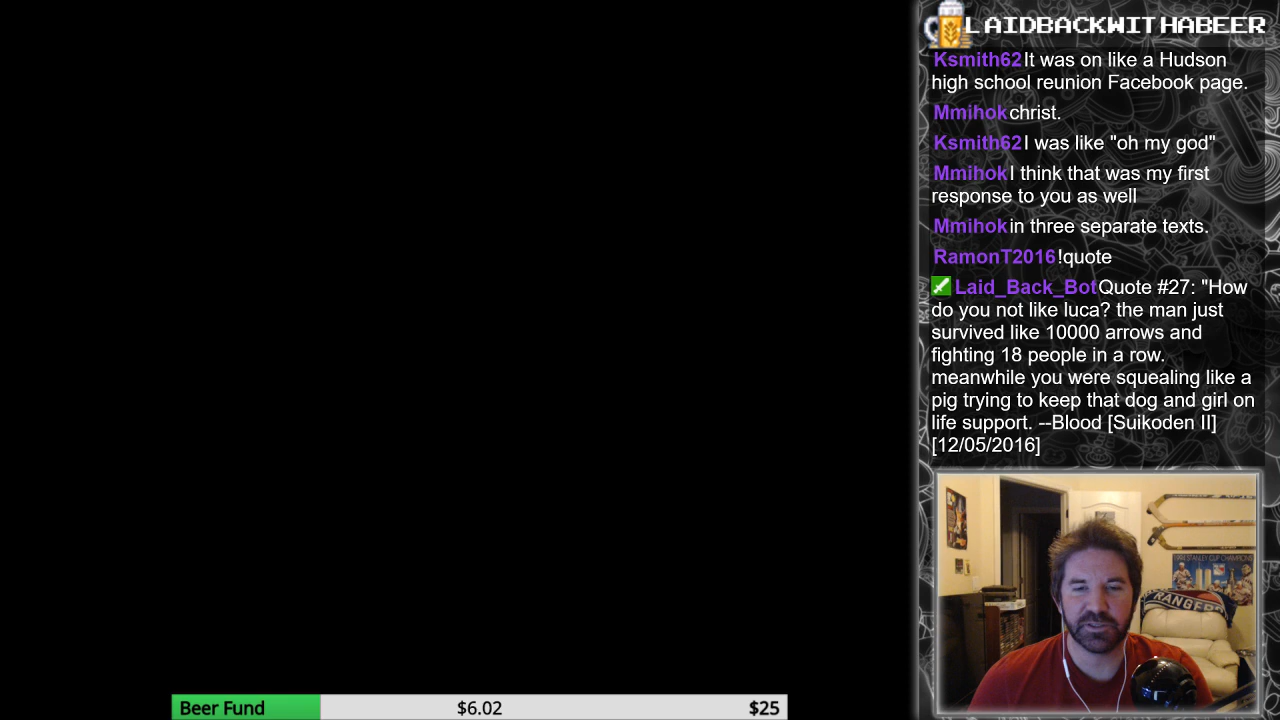 LAIDBACKWITHABEER
Ksmith62 It was on like a Hudson
high school reunion Facebook page.
Mmihok christ.
Ksmith62 I was like "oh my god"
Mmihok I think that was my first
response to you as well
Mmihok in three separate texts.
RamonT2016 !quote
Laid_Back_Bot Quote #27: "How
do you not like luca? the man just
survived like 10000 arrows and
fighting 18 people in a row.
meanwhile you were squealing like a
pig trying to keep that dog and girl on
life support. --Blood [Suikoden II]
[12/05/2016]
1994 STANLEY CUP CHAMPIONS
RANGERS
Beer Fund $6.02 $25